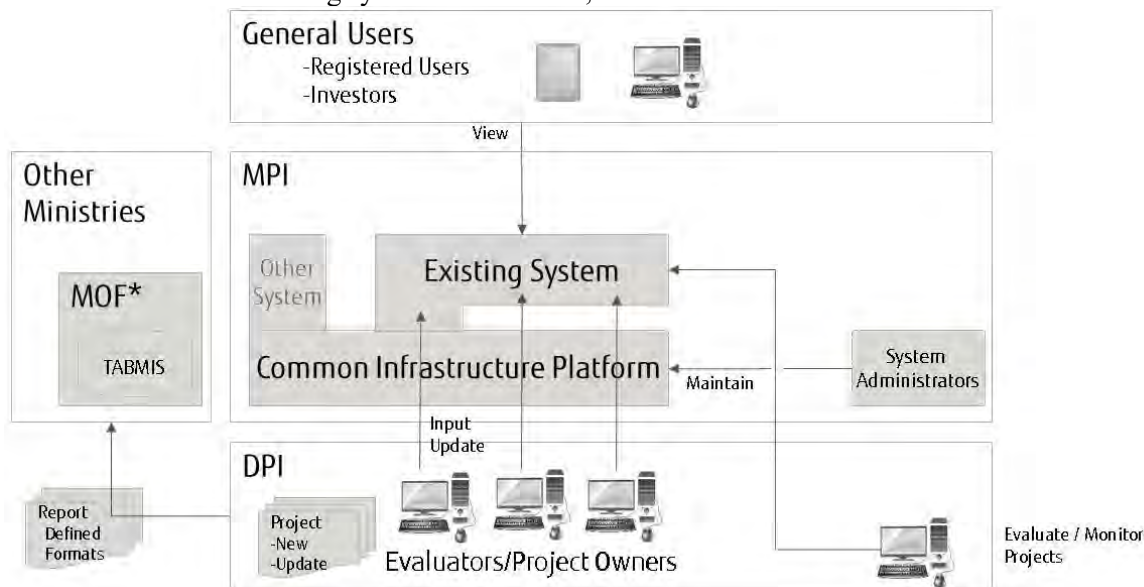 General Users
-Registered Users
-Investors
View
Other
Ministries
MOF*
TABMIS
MPI
Other
System
Existing System
Common Infrastructure Platform
Maintain
System
Administrators
Input
Update
DPI
Report
Defined
Formats
Project
-New
-Update
Evaluators/Project Owners
Evaluate / Monitor
Projects